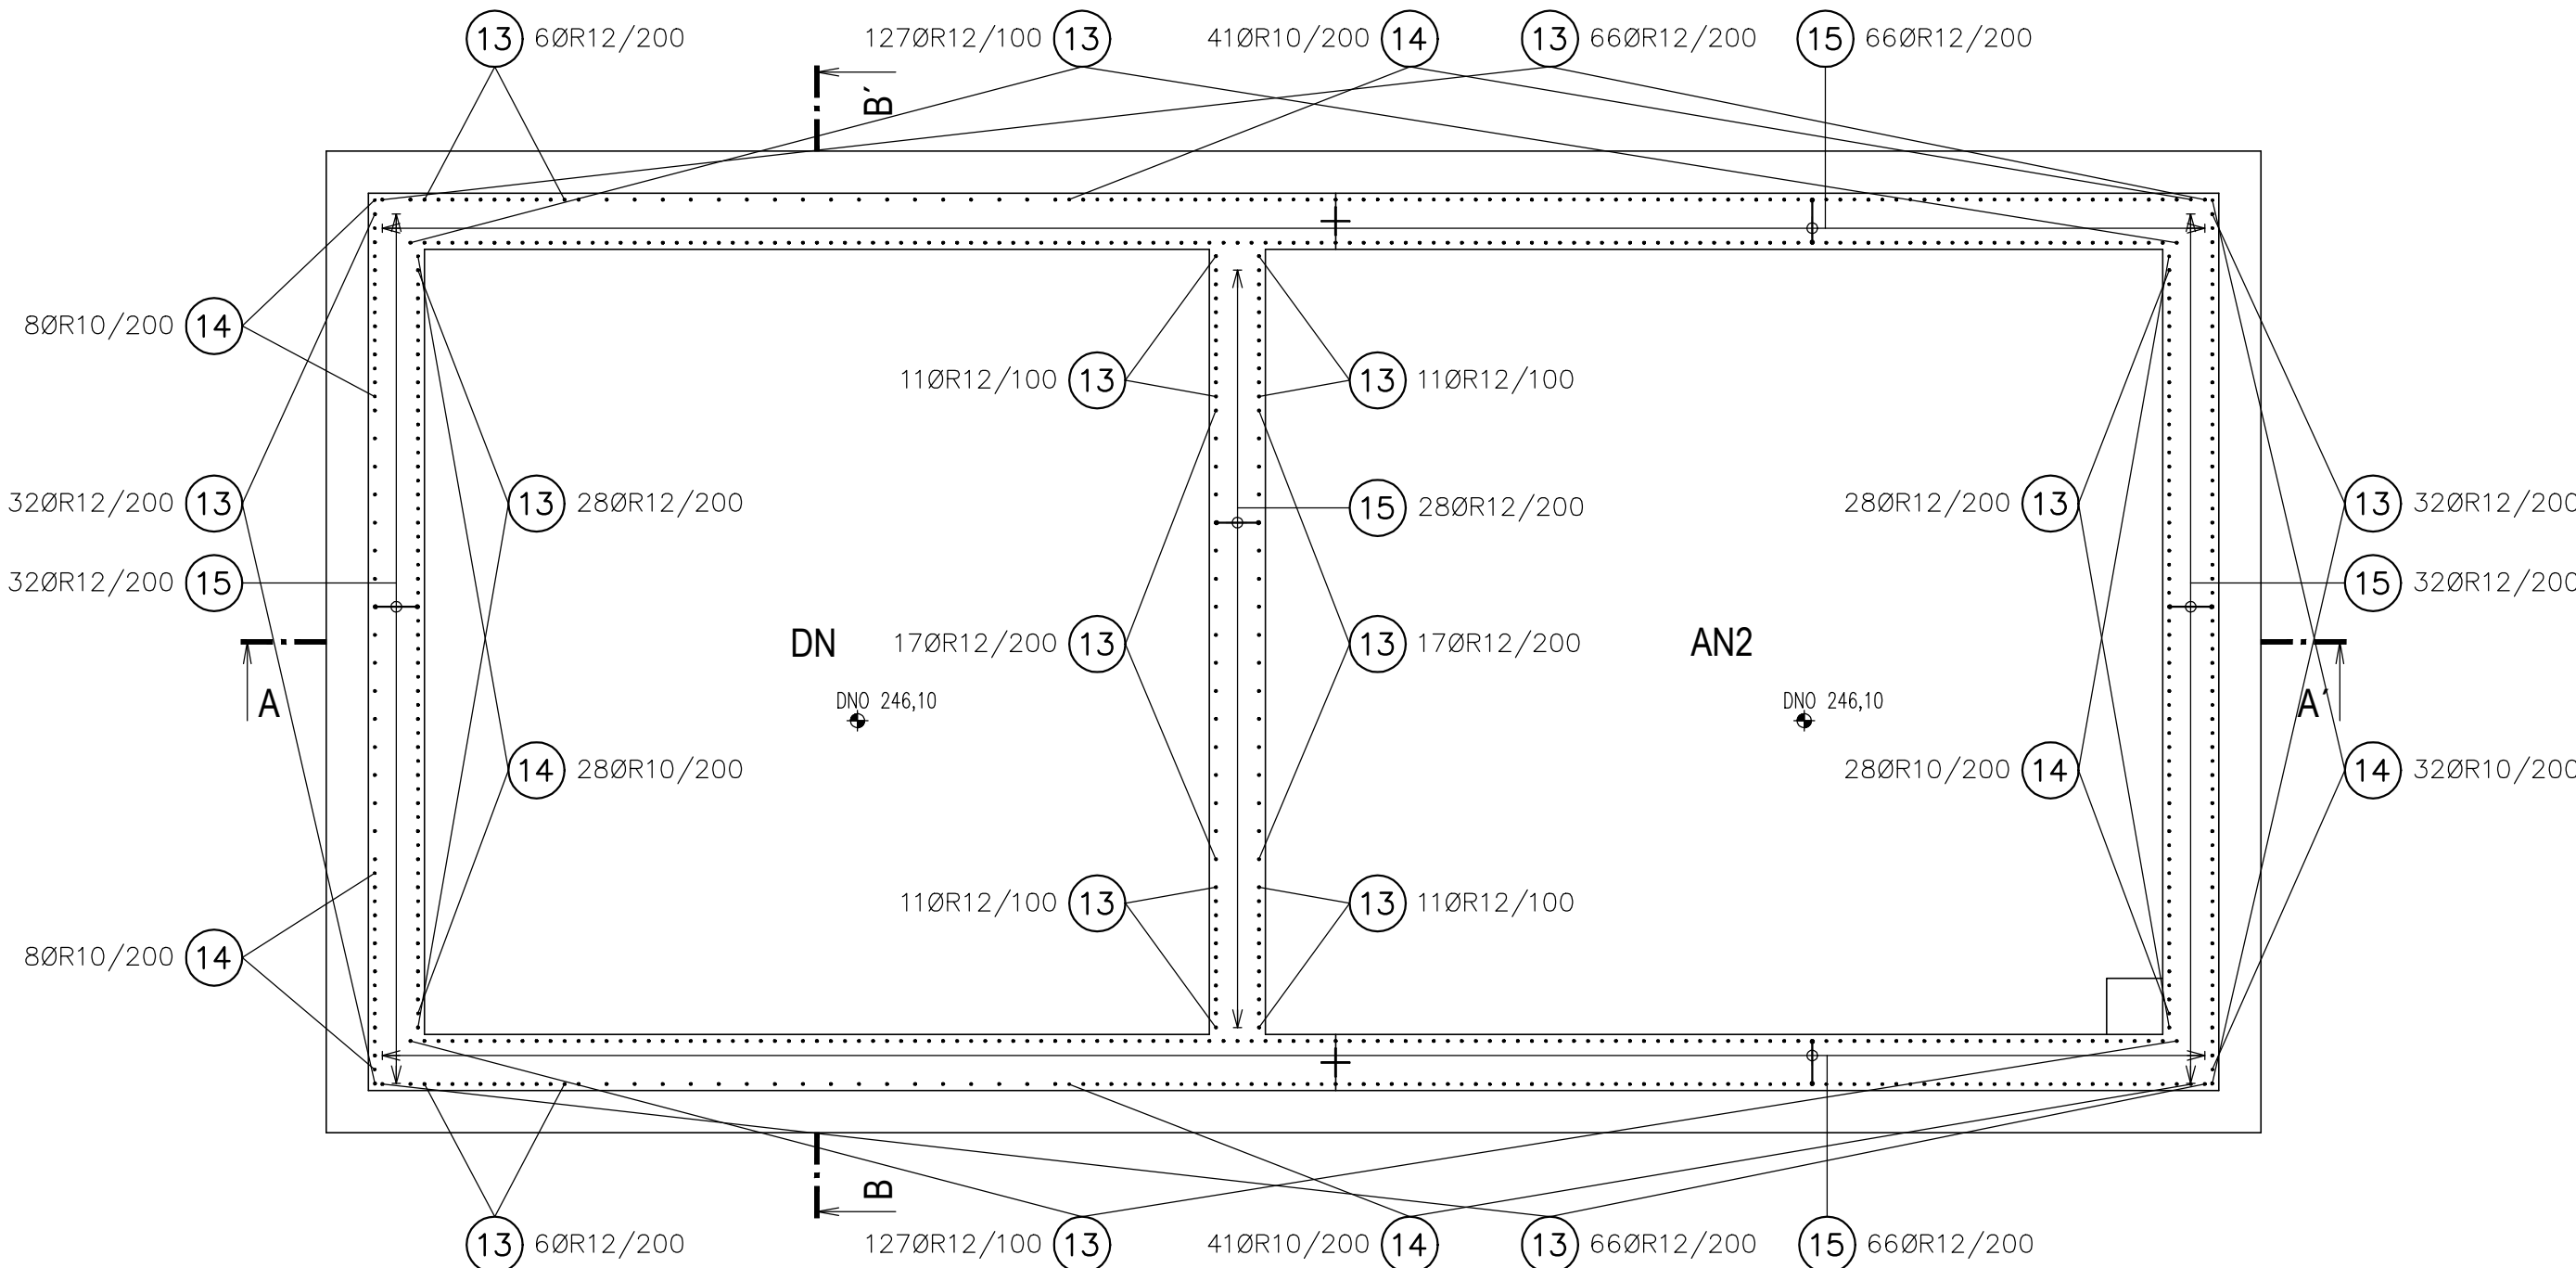 13 6ØR12/200
127ØR12/100 13
41ØR10/200 14
13 66ØR12/200
15 66ØR12/200
B´
8ØR10/200 14
11ØR12/100 13
13 11ØR12/100
32ØR12/200 13
13 28ØR12/200
15 28ØR12/200
28ØR12/200 13
13 32ØR12/200
32ØR12/200 15
15 32ØR12/200
DN
17ØR12/200 13
13 17ØR12/200
AN2
A
DNO 246,10
DNO 246,10
A´
14 28ØR10/200
28ØR10/200 14
14 32ØR10/200
11ØR12/100 13
13 11ØR12/100
8ØR10/200 14
B
13 6ØR12/200
127ØR12/100 13
41ØR10/200 14
13 66ØR12/200
15 66ØR12/200